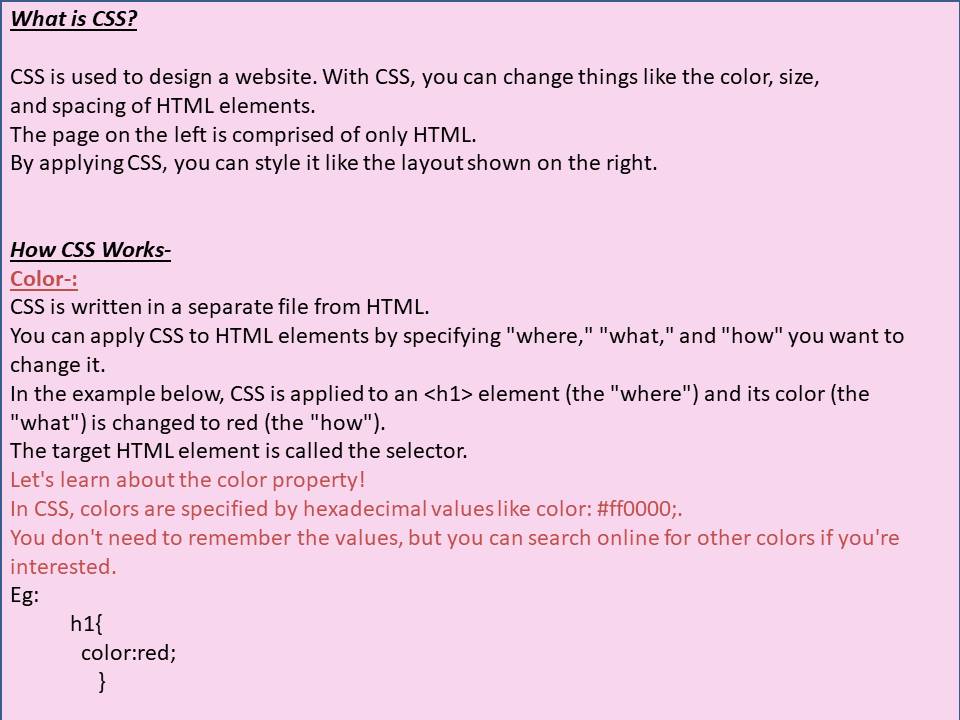 What is CSS?
CSS is used to design a website. With CSS, you can change things like the color, size,
and spacing of HTML elements.
The page on the left is comprised of only HTML.
By applying CSS, you can style it like the layout shown on the right.
How CSS Works-
Color-:
CSS is written in a separate file from HTML.
You can apply CSS to HTML elements by specifying "where," "what," and "how" you want to
change it.
In the example below, CSS is applied to an <h1> element (the "where") and its color (the
"what") is changed to red (the "how").
The target HTML element is called the selector.
Let's learn about the color property!
In CSS, colors are specified by hexadecimal values like color: #ff0000;.
You don't need to remember the values, but you can search online for other colors if you're
interested.
Eg:
h1{
color:red;
}